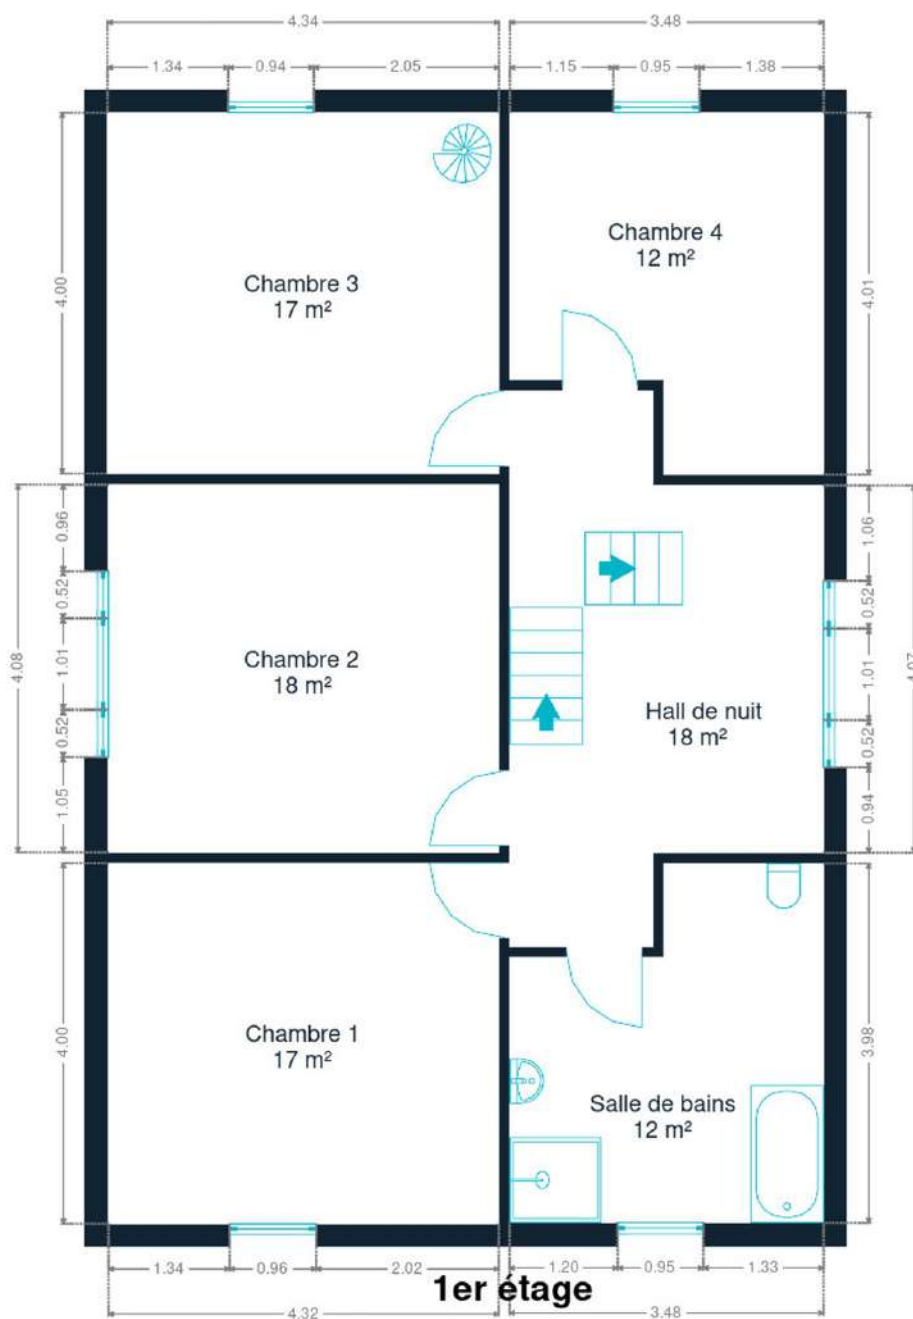 4.34
3.48
1.34
0.94
2.05
1.15
0.95
1.38
4.00
4.01
Chambre 3
17 m²
Chambre 4
12 m²
4.08
0.96
0.52
1.01
0.52
1.05
Chambre 2
18 m²
Hall de nuit
18 m²
1.06
0.52
1.01
0.52
0.94
4.07
4.00
Chambre 1
17 m²
Salle de bains
12 m²
3.98
1.34
0.96
2.02
1.20
0.95
1.33
4.32
3.48
1er étage